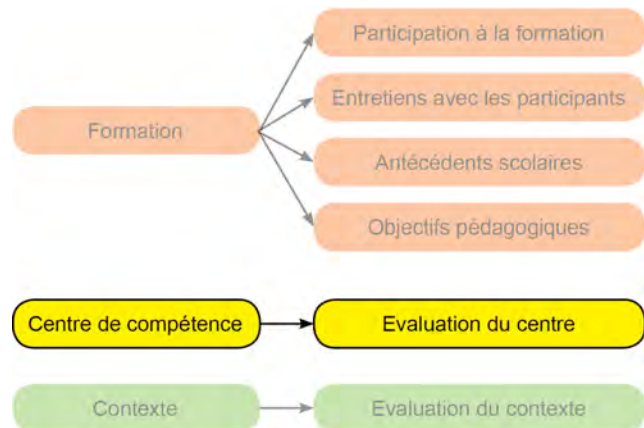 Participation à la formation
Entretiens avec les participants
Formation
Antécédents scolaires
Objectifs pédagogiques
Centre de compétence
Evaluation du centre
Contexte
Evaluation du contexte